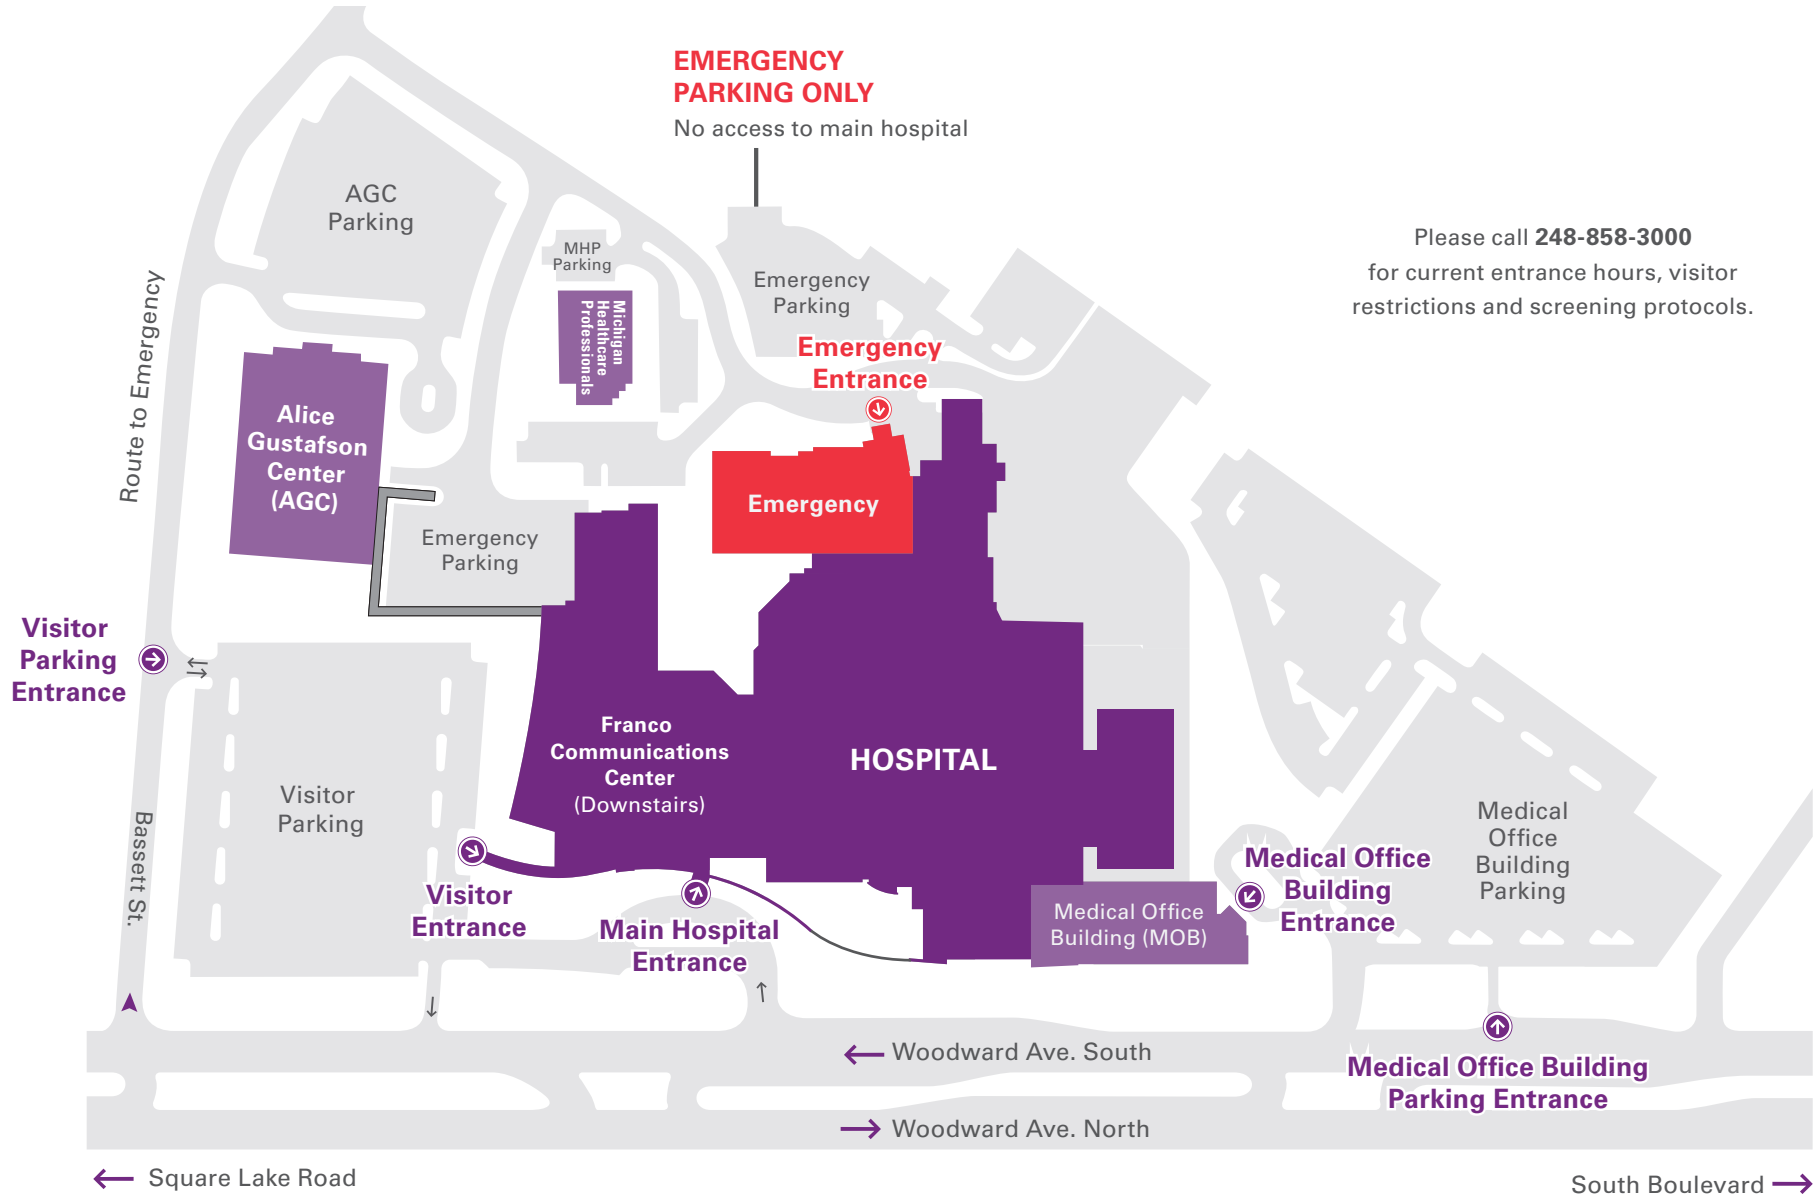 EMERGENCY
PARKING ONLY
No access to main hospital
AGC
Parking
MHP
Parking
Emergency
Parking
Please call 248-858-3000
for current entrance hours, visitor
restrictions and screening protocols.
Route to Emergency
Michigan
Healthcare
Professionals
Emergency
Entrance
Alice
Gustafson
Center
(AGC)
Emergency
Emergency
Parking
Visitor
Parking
Entrance
Franco
Communications
Center
(Downstairs)
HOSPITAL
Visitor
Parking
Bassett St.
Medical
Office
Building
Parking
Medical Office
Building
Entrance
Visitor
Entrance
Main Hospital
Entrance
Medical Office
Building (MOB)
Woodward Ave. South
Medical Office Building
Parking Entrance
Woodward Ave. North
Square Lake Road
South Boulevard